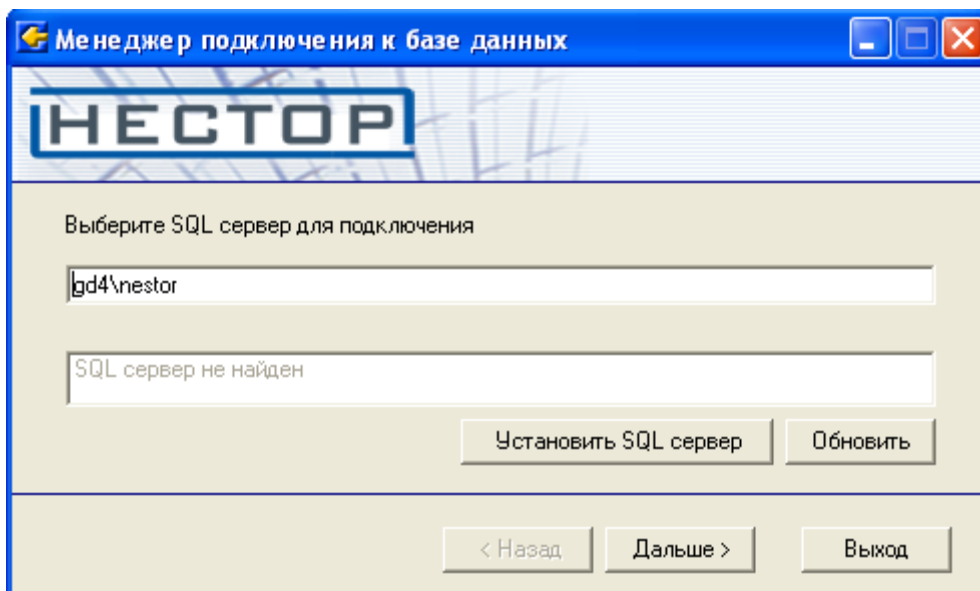 Менеджер подключения к базе данных
НЕСТОР
Выберите SQL сервер для подключения
gd4\nestor
SQL сервер не найден
Установить SQL сервер
Обновить
< Назад
Дальше >
Выход